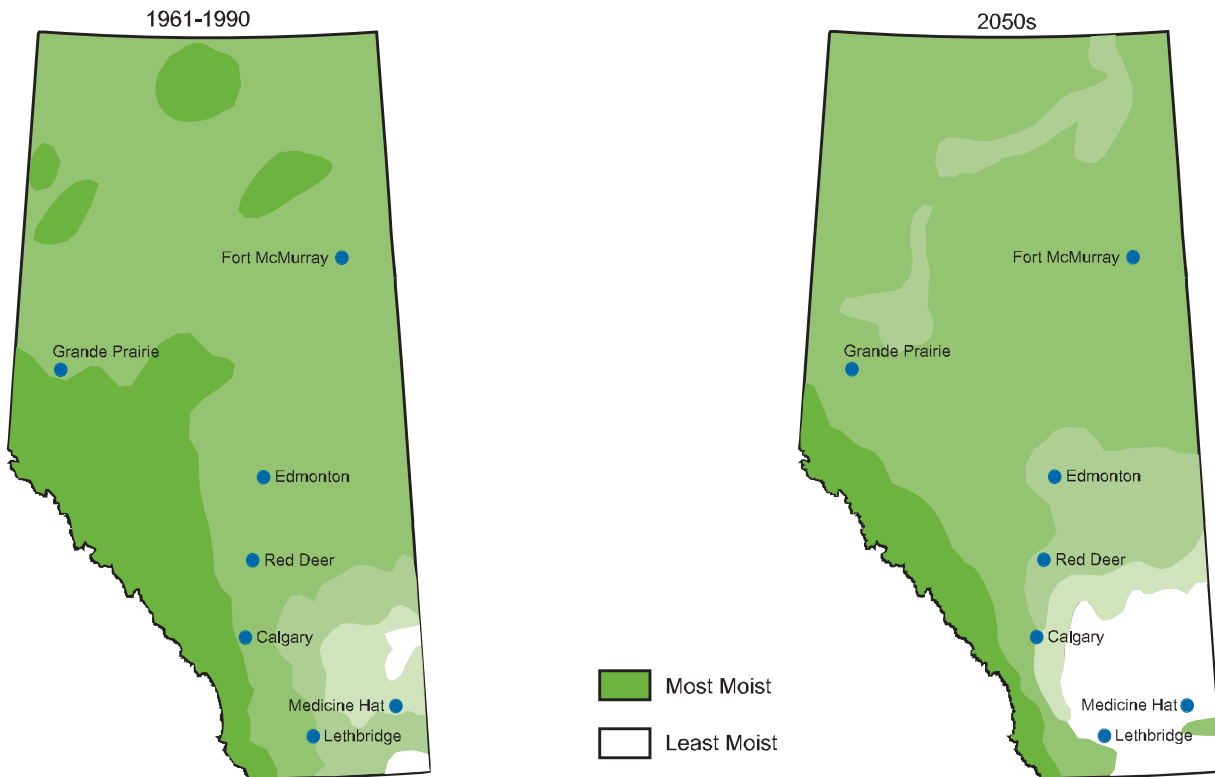 1961-1990
Fort McMurray
Grande Prairie
Edmonton
Red Deer
Calgary
Medicine Hat
Lethbridge
2050s
Fort McMurray
Grande Prairie
Edmonton
Red Deer
Calgary
Medicine Hat
Lethbridge
Most Moist
Least Moist